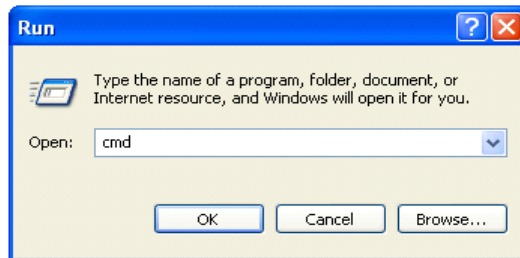 Run
Type the name of a program, folder, document, or
Internet resource, and Windows will open it for you.
Open: cmd
OK Cancel Browse...